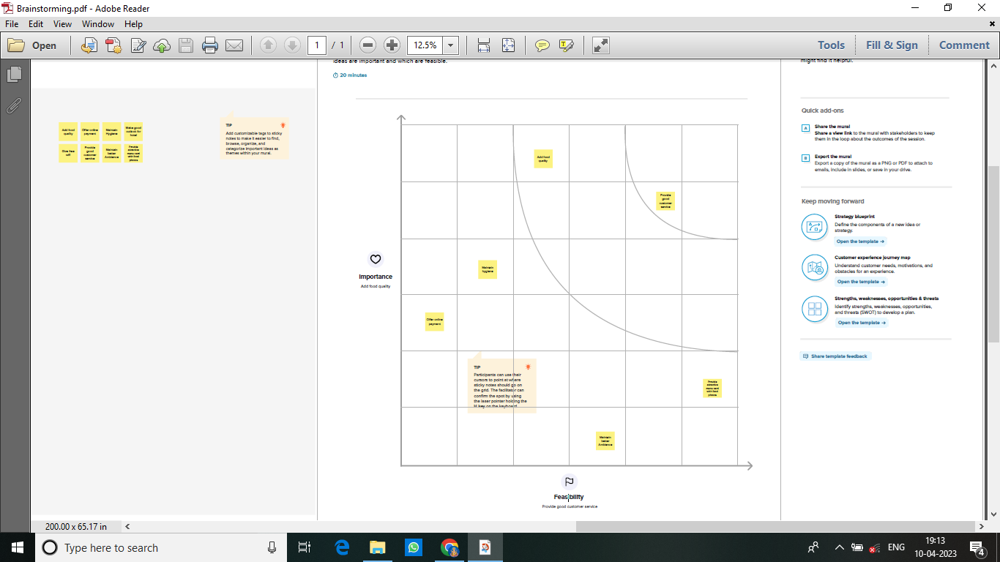 Brainstorming.pdf - Adobe Reader
File Edit View Window Help
Open
1 / 1
12.5%
Tools
Fill & Sign
Comment
ideas are important and which are feasible.
20 minutes
Add food
quality
Offer online
payment
Maintain
Hygiene
Make good
outlook for
hotel
Give free
wifi
Provide
good
customer
service
Maintain
better
Ambience
Provide
attractive
menu card
with food
photos
TIP
Add customizable tags to sticky
notes to make it easier to find,
browse, organize, and
categorize important ideas as
themes within your mural.
Add food
quality
Provide
good
customer
service
Maintain
hygiene
Offer online
payment
Importance
Add food quality
TIP
Participants can use their
cursors to point at where
sticky notes should go on
the grid. The facilitator can
confirm the spot by using
the laser pointer holding the
H key on the keyboard.
Provide
attractive
menu card
with food
photos
Maintain
better
Ambience
Feasibility
Provide good customer service
might find it helpful.
Quick add-ons
A
Share the mural
Share a view link to the mural with stakeholders to keep
them in the loop about the outcomes of the session.
B
Export the mural
Export a copy of the mural as a PNG or PDF to attach to
emails, include in slides, or save in your drive.
Keep moving forward
Strategy blueprint
Define the components of a new idea or
strategy.
Open the template →
Customer experience journey map
Understand customer needs, motivations, and
obstacles for an experience.
Open the template →
Strengths, weaknesses, opportunities & threats
Identify strengths, weaknesses, opportunities,
and threats (SWOT) to develop a plan.
Open the template →
Share template feedback
200.00 x 65.17 in
Type here to search
ENG
19:13
10-04-2023
4